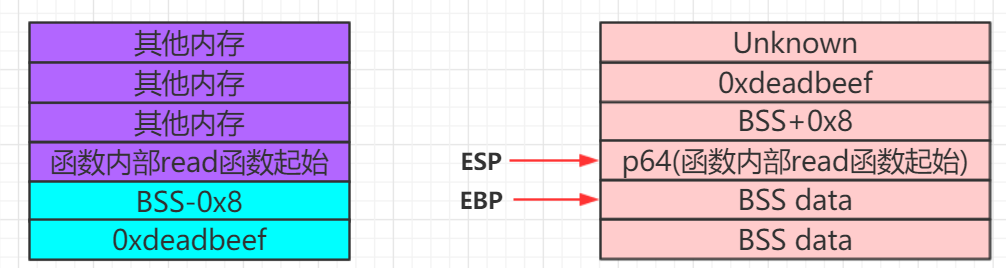 其他内存
其他内存
其他内存
函数内部read函数起始
BSS-0x8
0xdeadbeef
ESP
EBP
Unknown
0xdeadbeef
BSS+0x8
p64(函数内部read函数起始)
BSS data
BSS data